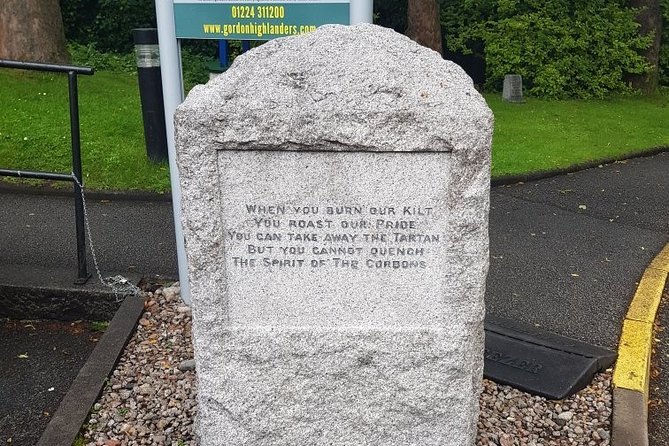 01224 311200
www.gordonhighlanders.com
WHEN YOU BURN OUR KILT
YOU ROAST OUR PRIDE
YOU CAN TAKE AWAY THE TARTAN
BUT YOU CANNOT QUENCH
THE SPIRIT OF THE GORDONS